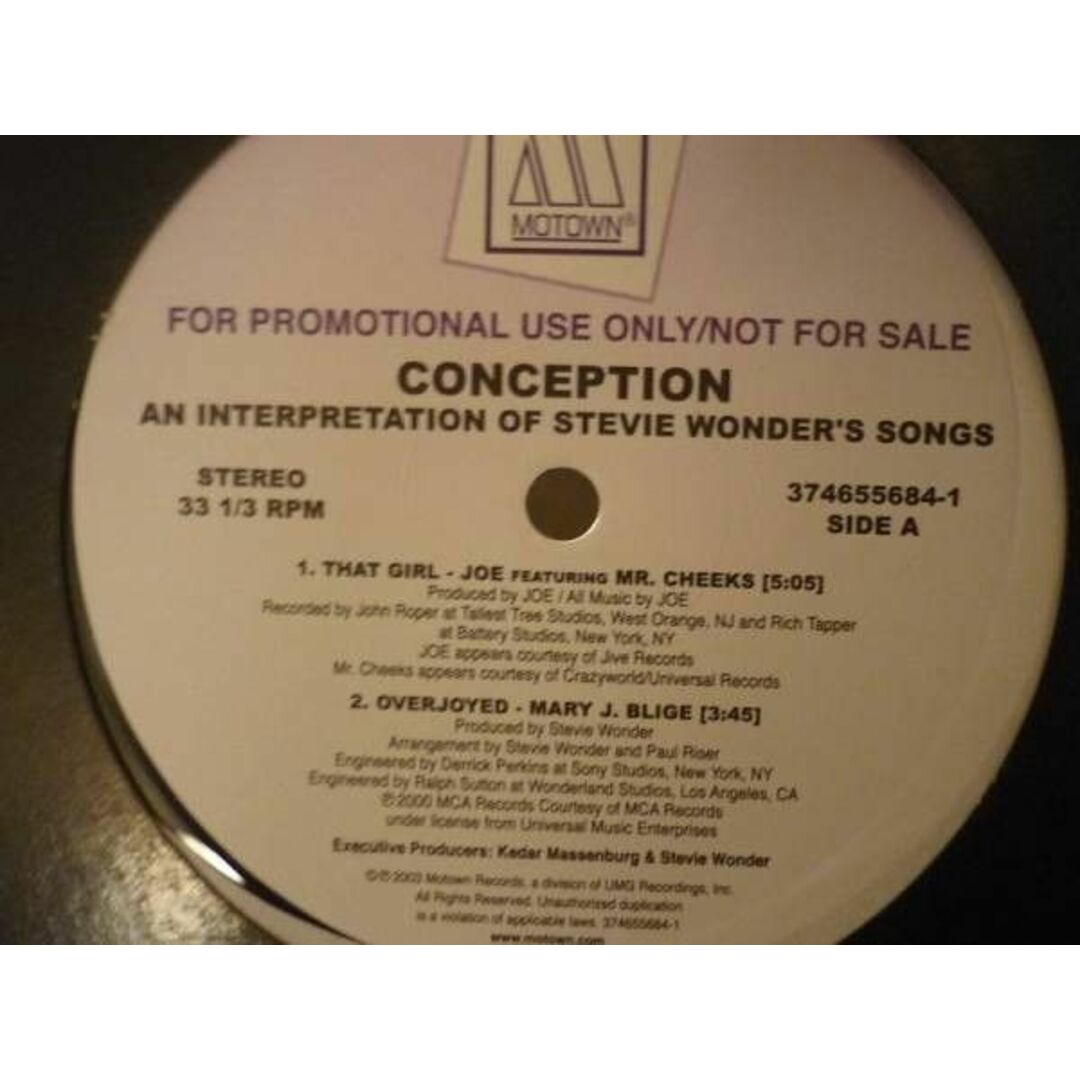 MOTOWN®
FOR PROMOTIONAL USE ONLY/NOT FOR SALE
CONCEPTION
AN INTERPRETATION OF STEVIE WONDER'S SONGS
STEREO
33 1/3 RPM
374655684-1
SIDE A
1. THAT GIRL - JOE FEATURING MR. CHEEKS [5:05]
Produced by JOE / All Music by JOE
Recorded by John Roper at Tallest Tree Studios, West Orange, NJ and Rich Tapper
at Battery Studios, New York, NY
JOE appears courtesy of Jive Records
Mr. Cheeks appears courtesy of Crazyworld/Universal Records
2. OVERJOYED - MARY J. BLIGE [3:45]
Produced by Stevie Wonder
Arrangement by Stevie Wonder and Paul Riser
Engineered by Derrick Perkins at Sony Studios, New York, NY
Engineered by Ralph Sutton at Wonderland Studios, Los Angeles, CA
℗2000 MCA Records Courtesy of MCA Records
under license from Universal Music Enterprises
Executive Producers: Kedar Massenburg & Stevie Wonder
©℗ 2003 Motown Records, a division of UMG Recordings, Inc.
All Rights Reserved. Unauthorized duplication
is a violation of applicable laws. 374655684-1
www.motown.com